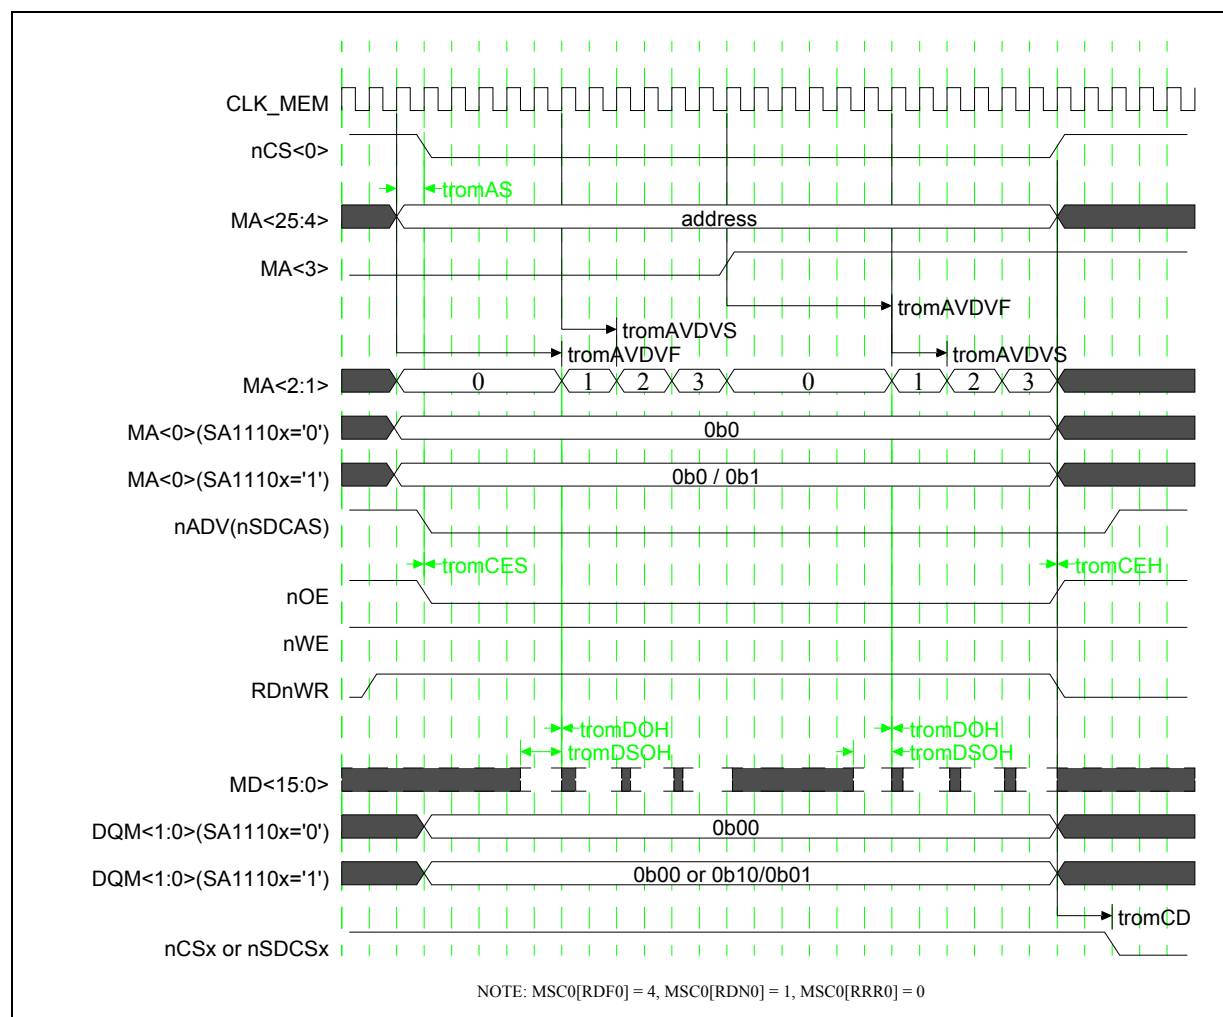 CLK_MEM
nCS<0>
tromAS
MA<25:4>
address
MA<3>
tromAVDVF
tromAVDVS
tromAVDVF
tromAVDVS
MA<2:1>
0 1 2 3 0 1 2 3
MA<0>(SA1110x='0')
0b0
MA<0>(SA1110x='1')
0b0 / 0b1
nADV(nSDCAS)
tromCES
tromCEH
nOE
nWE
RDnWR
tromDOH
tromDOH
tromDSOH
tromDSOH
MD<15:0>
DQM<1:0>(SA1110x='0')
0b00
DQM<1:0>(SA1110x='1')
0b00 or 0b10/0b01
tromCD
nCSx or nSDCSx
NOTE: MSC0[RDF0] = 4, MSC0[RDN0] = 1, MSC0[RRR0] = 0